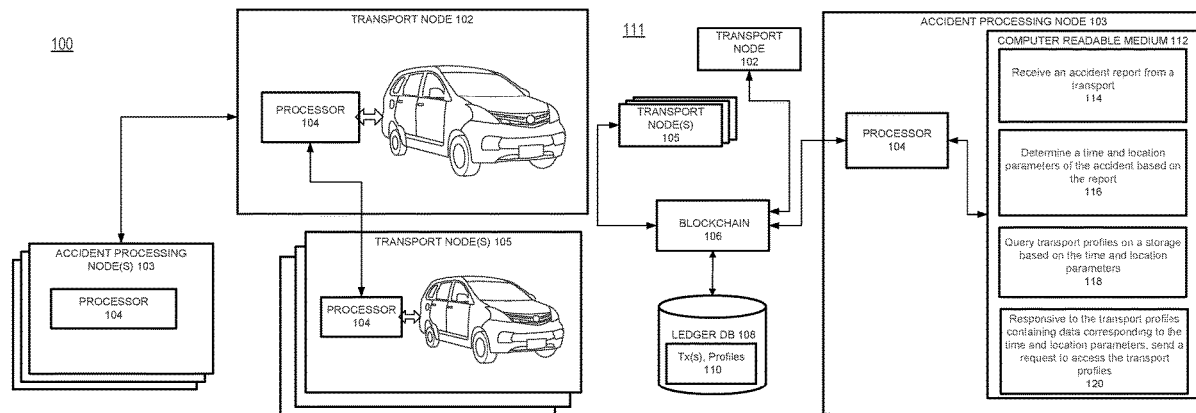 100
TRANSPORT NODE 102
PROCESSOR
104
ACCIDENT PROCESSING
NODE(S) 103
PROCESSOR
104
TRANSPORT NODE(S) 105
PROCESSOR
104
111
TRANSPORT
NODE
102
TRANSPORT
NODE(S)
105
BLOCKCHAIN
106
LEDGER DB 108
Tx(s), Profiles
110
ACCIDENT PROCESSING NODE 103
PROCESSOR
104
COMPUTER READABLE MEDIUM 112
Receive an accident report from a
transport
114
Determine a time and location
parameters of the accident based on
the report
116
Query transport profiles on a storage
based on the time and location
parameters
118
Responsive to the transport profiles
containing data corresponding to the
time and location parameters, send a
request to access the transport
profiles
120